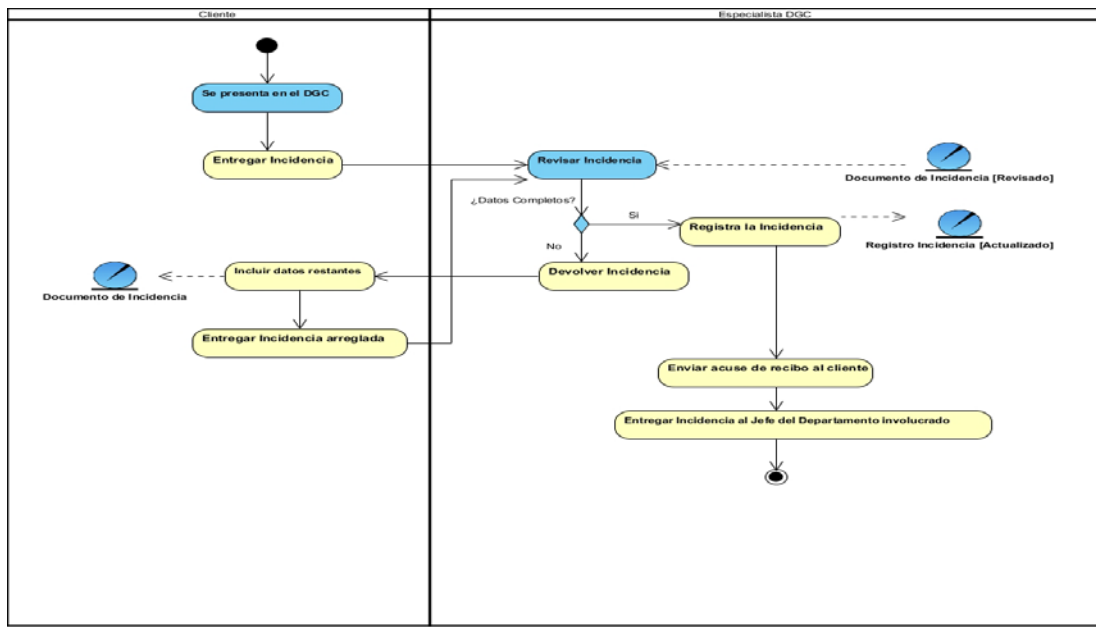 Cliente
Especialista DGC
Se presenta en el DGC
Entregar Incidencia
Revisar Incidencia
Documento de Incidencia [Revisado]
¿Datos Completos?
Si
Registra la Incidencia
Registro Incidencia [Actualizado]
No
Incluir datos restantes
Devolver Incidencia
Documento de Incidencia
Entregar Incidencia arreglada
Enviar acuse de recibo al cliente
Entregar Incidencia al Jefe del Departamento involucrado